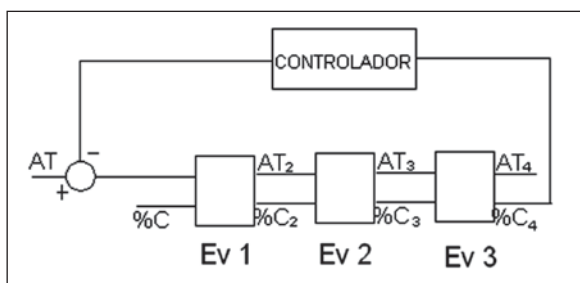 CONTROLADOR
AT
−
+
AT₂
AT₃
AT₄
%C
%C₂
%C₃
%C₄
Ev 1
Ev 2
Ev 3